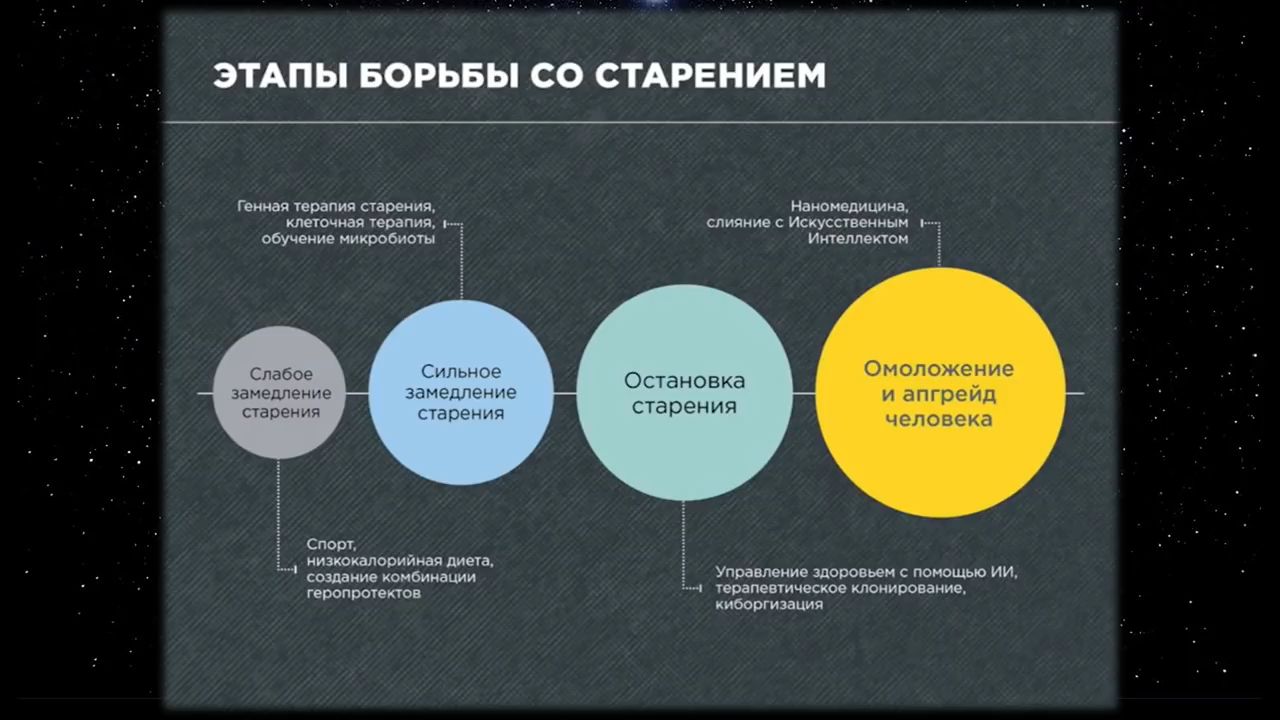 ЭТАПЫ БОРЬБЫ СО СТАРЕНИЕМ
Генная терапия старения,
клеточная терапия,
обучение микробиоты
Наномедицина,
слияние с Искусственным
Интеллектом
Слабое
замедление
старения
Сильное
замедление
старения
Остановка
старения
Омоложение
и апгрейд
человека
Спорт,
низкокалорийная диета,
создание комбинации
геропротектов
Управление здоровьем с помощью ИИ,
терапевтическое клонирование,
киборгизация